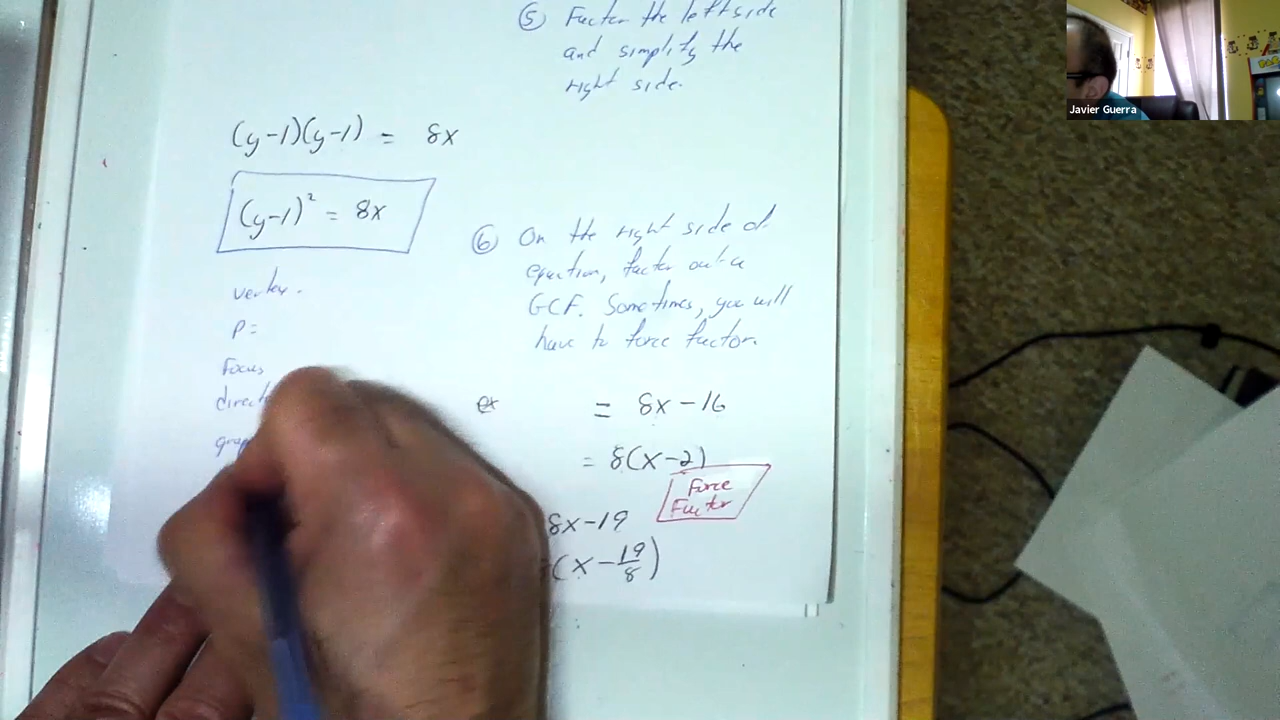 ⑤ Factor the left side
and simplify the
right side.
(y-1)(y-1) = 8x
(y-1)² = 8x
⑥ On the right side of
equation, factor out a
GCF. Sometimes, you will
have to force factor.
vertex.
P=
Focus
direct
grap
ex = 8x-16
= 8(x-2)
Force
Factor
8x-19
(x-19/8)
Javier Guerra